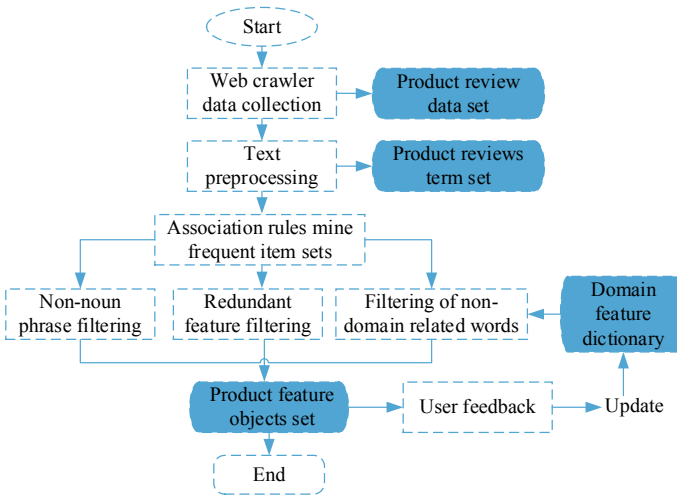 Start
Web crawler
data collection
Product review
data set
Text
preprocessing
Product reviews
term set
Association rules mine
frequent item sets
Non-noun
phrase filtering
Redundant
feature filtering
Filtering of non-
domain related words
Domain
feature
dictionary
Product feature
objects set
User feedback
Update
End